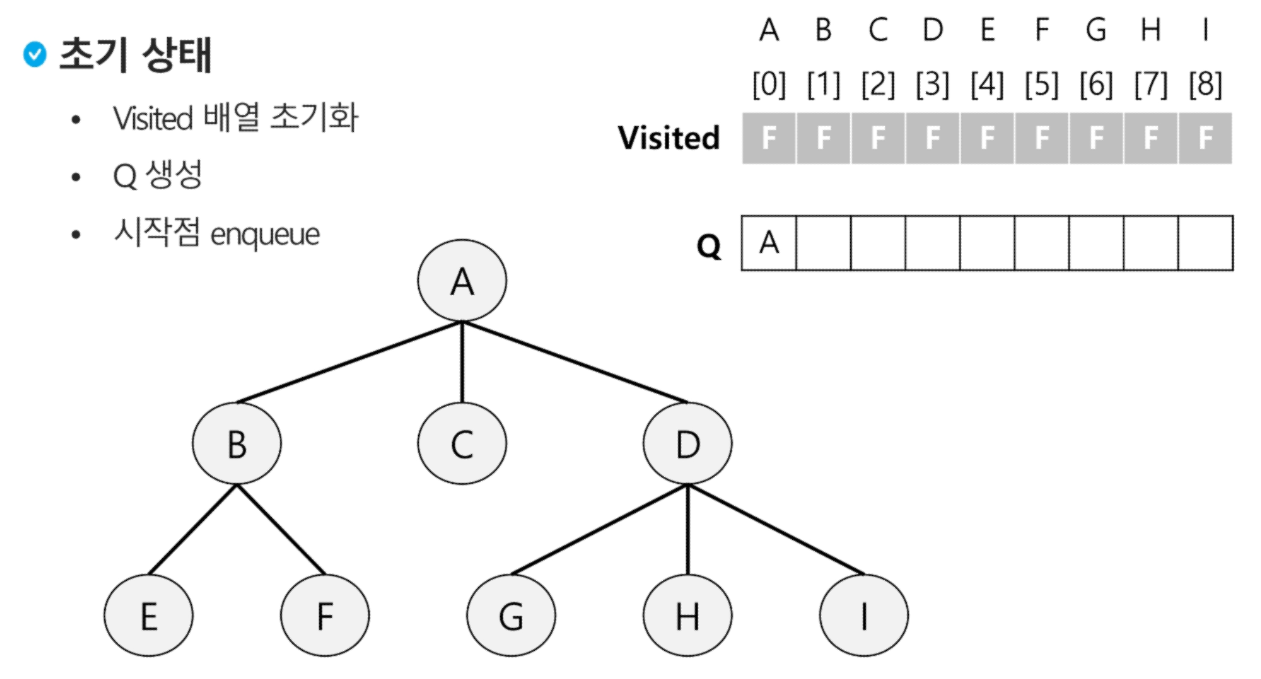 초기 상태
• Visited 배열 초기화
• Q 생성
• 시작점 enqueue
A B C D E F G H I
[0] [1] [2] [3] [4] [5] [6] [7] [8]
Visited F F F F F F F F F
Q A
A
B C D
E F G H I